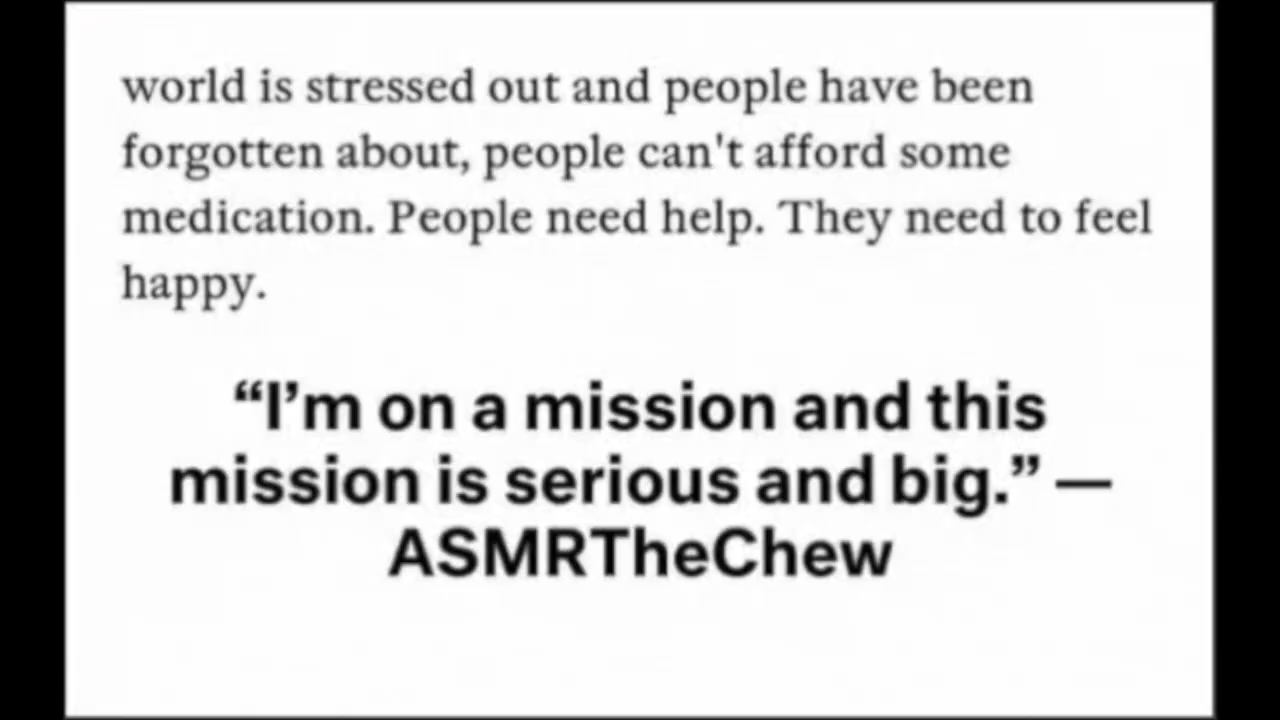 world is stressed out and people have been
forgotten about, people can't afford some
medication. People need help. They need to feel
happy.
“I’m on a mission and this
mission is serious and big.” —
ASMRTheChew